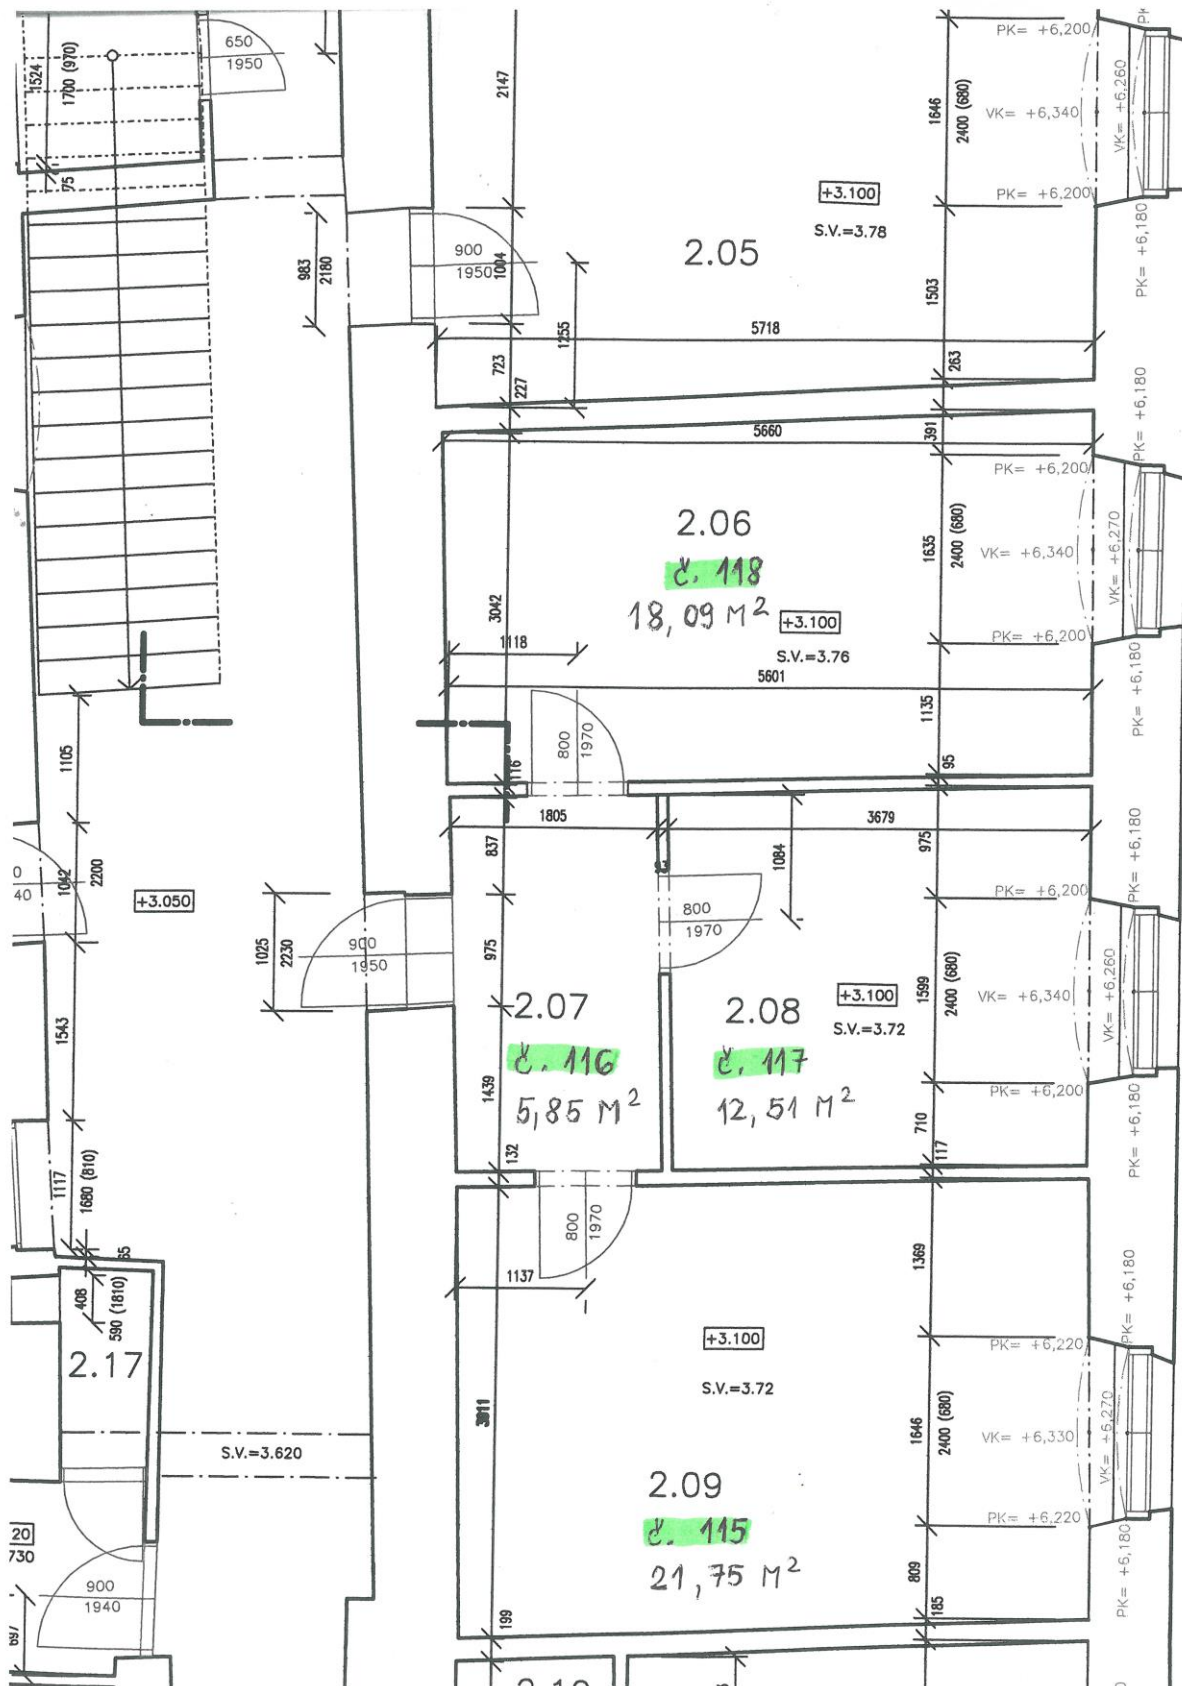 650
1950
1524
1700 (970)
75
2147
1646
2400 (680)
PK= +6,200
VK= +6,340
VK= +6,260
PK= +6,200
PK= +6,180
+3.100
S.V.=3.78
2.05
983
2180
900
1950
1004
1255
1503
5718
723
227
263
5660
391
PK= +6,180
PK= +6,200
2.06
č. 118
18,09 M²
+3.100
S.V.=3.76
1635
2400 (680)
VK= +6,340
VK= +6,270
PK= +6,200
PK= +6,180
3042
1118
5601
1135
800
1970
116
95
1105
1805
3679
837
1084
975
PK= +6,180
PK= +6,200
1042
2200
0
40
+3.050
1025
2230
900
1950
975
800
1970
2.07
č. 116
5,85 M²
2.08
č. 117
12,51 M²
+3.100
S.V.=3.72
1599
2400 (680)
VK= +6,340
VK= +6,260
PK= +6,200
PK= +6,180
1543
1439
710
132
117
1117
1680 (810)
65
800
1970
1137
1369
408
590 (1810)
2.17
+3.100
S.V.=3.72
PK= +6,180
PK= +6,220
1646
2400 (680)
VK= +6,330
VK= +6,270
PK= +6,220
PK= +6,180
S.V.=3.620
2.09
č. 115
21,75 M²
20
730
900
1940
697
809
185
199